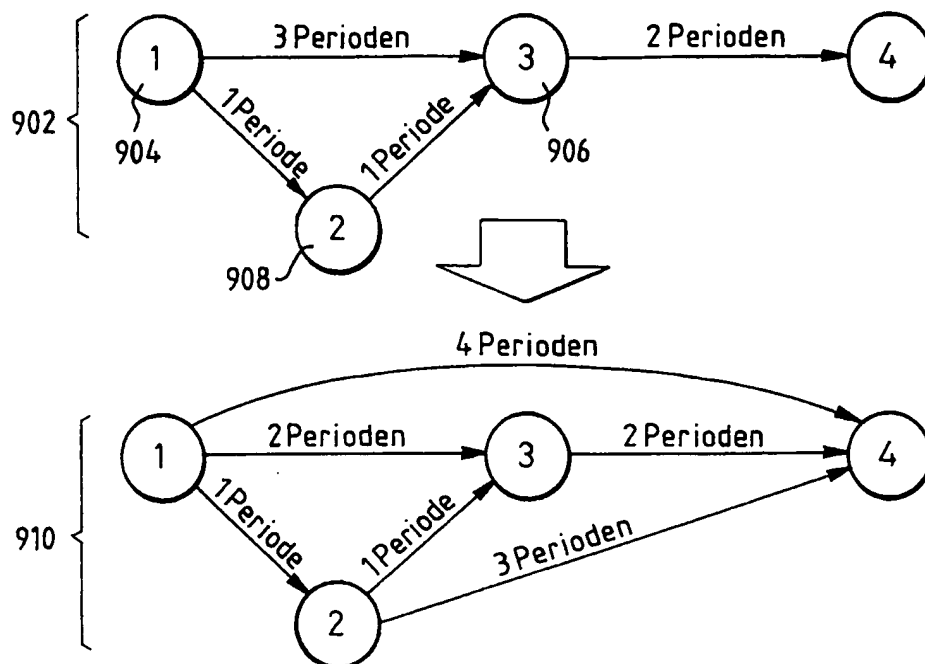 1
3 Perioden
3
2 Perioden
4
902
904
1 Periode
1 Periode
906
2
908
4 Perioden
1
2 Perioden
3
2 Perioden
4
910
1 Periode
1 Periode
3 Perioden
2